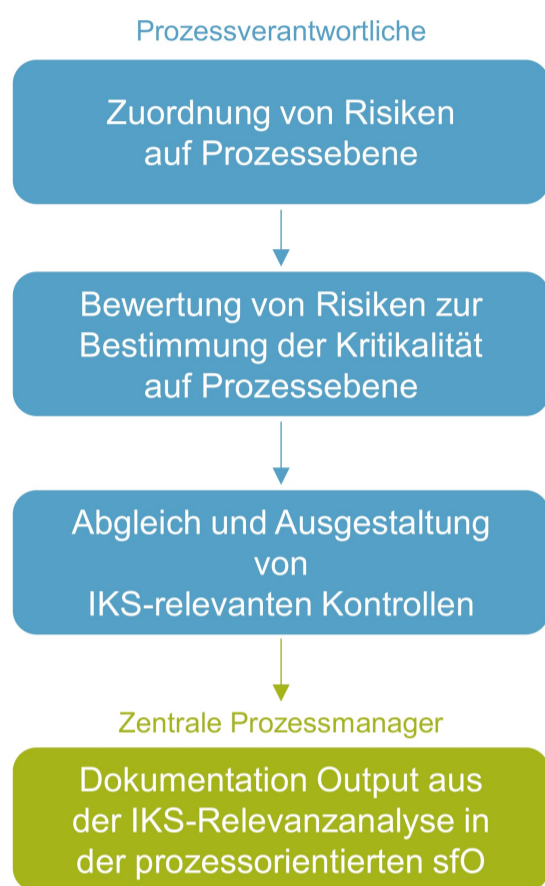 Prozessverantwortliche
Zuordnung von Risiken
auf Prozessebene
Bewertung von Risiken zur
Bestimmung der Kritikalität
auf Prozessebene
Abgleich und Ausgestaltung
von
IKS-relevanten Kontrollen
Zentrale Prozessmanager
Dokumentation Output aus
der IKS-Relevanzanalyse in
der prozessorientierten sfO